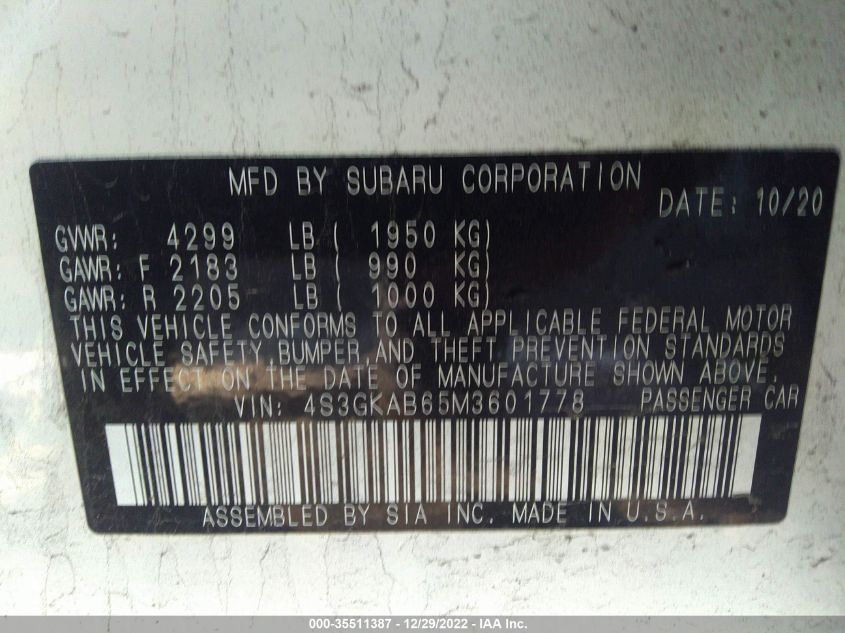 MFD BY SUBARU CORPORATION
DATE: 10/20
GVWR: 4299 LB ( 1950 KG)
GAWR: F 2183 LB ( 990 KG)
GAWR: R 2205 LB ( 1000 KG)
THIS VEHICLE CONFORMS TO ALL APPLICABLE FEDERAL MOTOR
VEHICLE SAFETY BUMPER AND THEFT PREVENTION STANDARDS
IN EFFECT ON THE DATE OF MANUFACTURE SHOWN ABOVE.
VIN: 4S3GKAB65M3601778 PASSENGER CAR
ASSEMBLED BY SIA INC. MADE IN U.S.A.
000-35511387 - 12/29/2022 - IAA Inc.